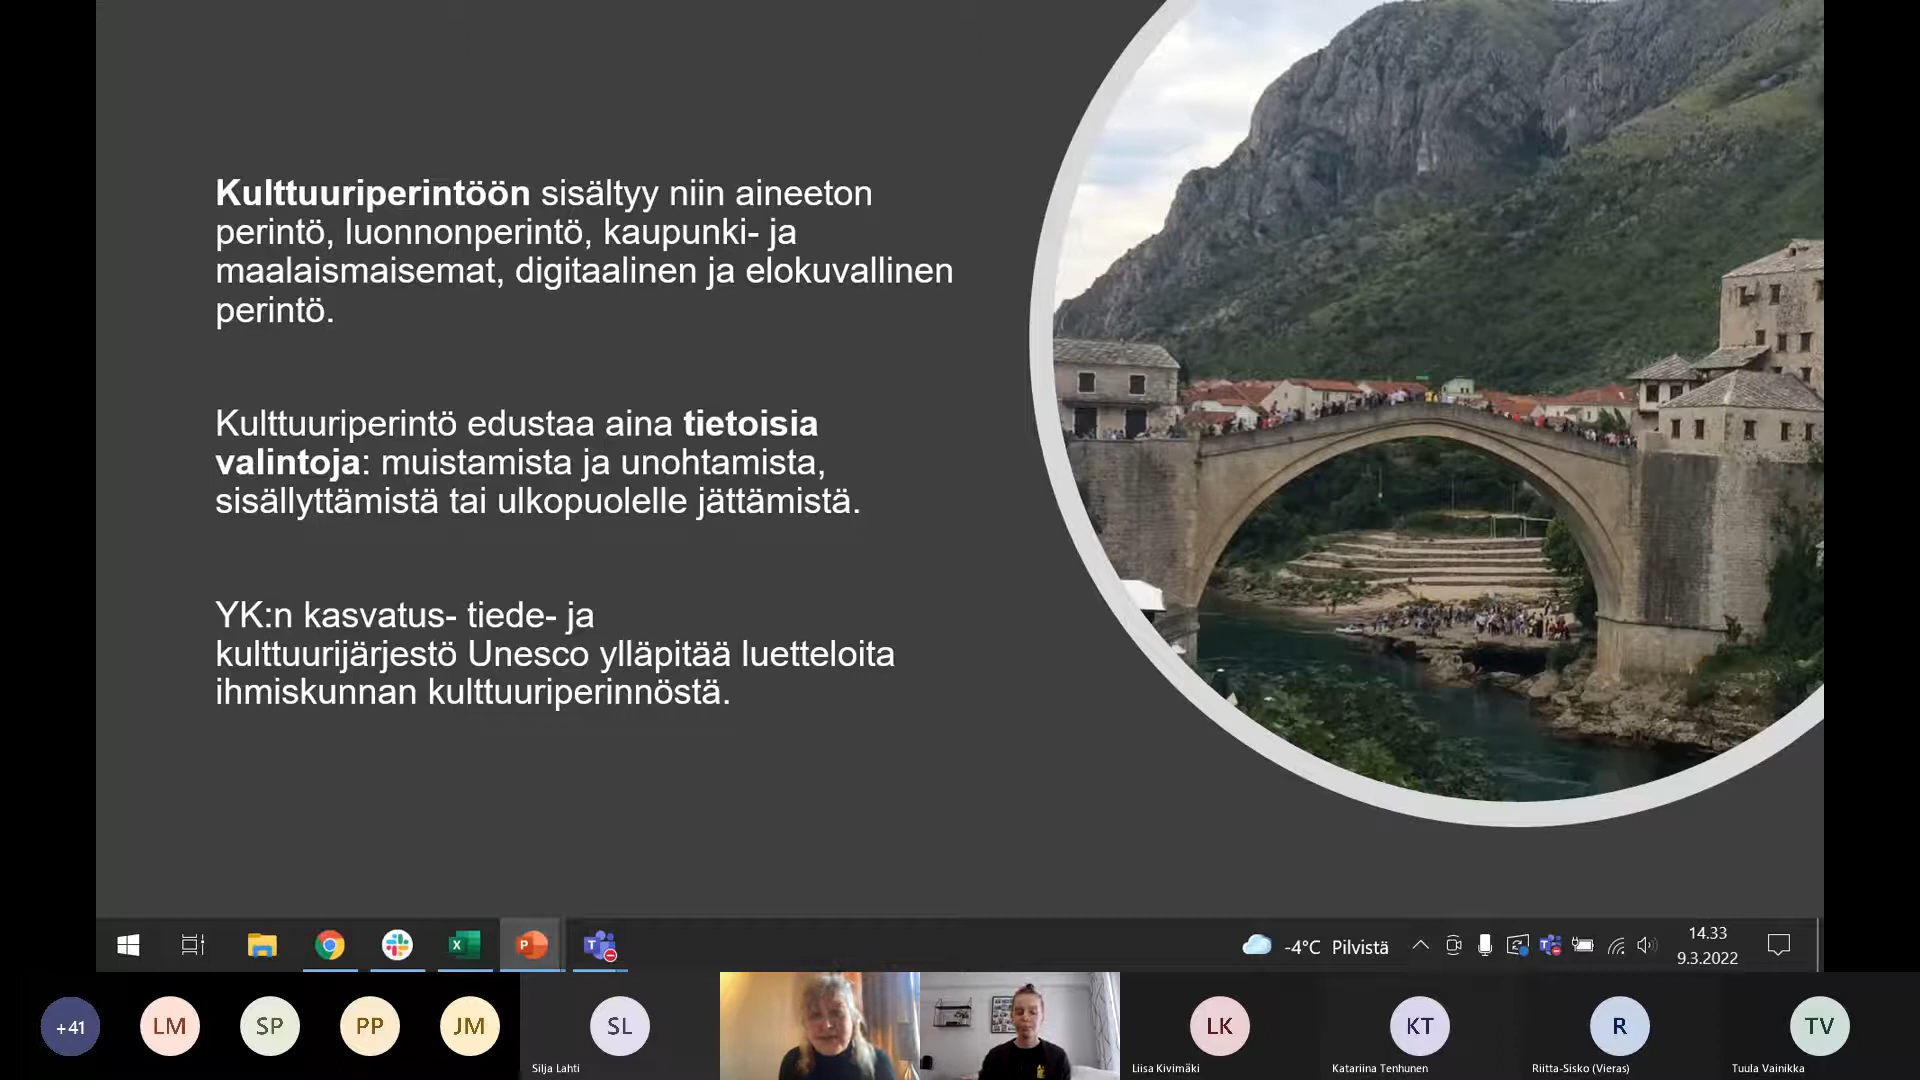 Kulttuuriperintöön sisältyy niin aineeton
perintö, luonnonperintö, kaupunki- ja
maalaismaisemat, digitaalinen ja elokuvallinen
perintö.
Kulttuuriperintö edustaa aina tietoisia
valintoja: muistamista ja unohtamista,
sisällyttämistä tai ulkopuolelle jättämistä.
YK:n kasvatus- tiede- ja
kulttuurijärjestö Unesco ylläpitää luetteloita
ihmiskunnan kulttuuriperinnöstä.
-4°C Pilvistä
14.33
9.3.2022
+41
LM
SP
PP
JM
SL
LK
KT
R
TV
Silja Lahti
Liisa Kivimäki
Katariina Tenhunen
Riitta-Sisko (Vieras)
Tuula Vainikka